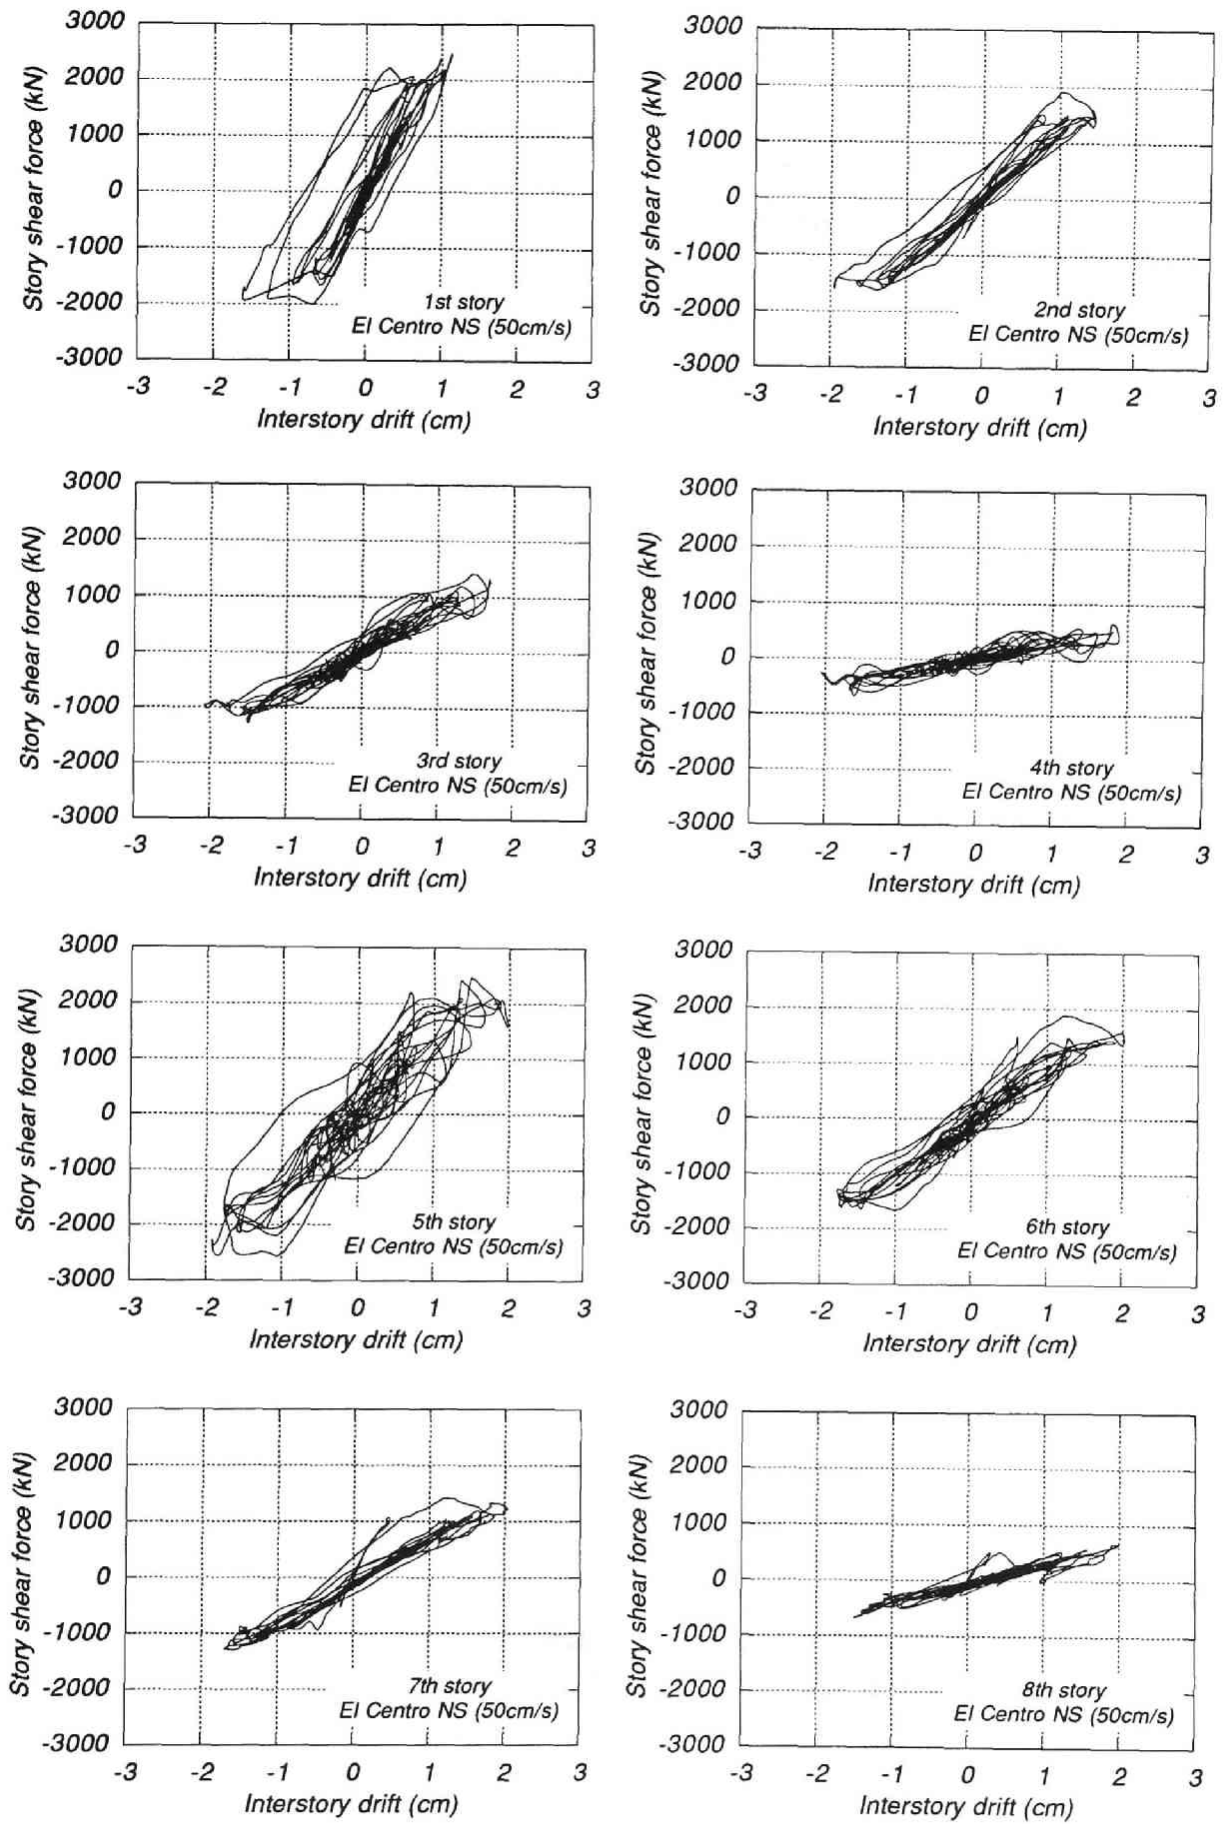 3000
2000
1000
0
-1000
-2000
-3000
Story shear force (kN)
1st story
El Centro NS (50cm/s)
-3 -2 -1 0 1 2 3
Interstory drift (cm)
3000
2000
1000
0
-1000
-2000
-3000
Story shear force (kN)
2nd story
El Centro NS (50cm/s)
-3 -2 -1 0 1 2 3
Interstory drift (cm)
3000
2000
1000
0
-1000
-2000
-3000
Story shear force (kN)
3rd story
El Centro NS (50cm/s)
-3 -2 -1 0 1 2 3
Interstory drift (cm)
3000
2000
1000
0
-1000
-2000
-3000
Story shear force (kN)
4th story
El Centro NS (50cm/s)
-3 -2 -1 0 1 2 3
Interstory drift (cm)
3000
2000
1000
0
-1000
-2000
-3000
Story shear force (kN)
5th story
El Centro NS (50cm/s)
-3 -2 -1 0 1 2 3
Interstory drift (cm)
3000
2000
1000
0
-1000
-2000
-3000
Story shear force (kN)
6th story
El Centro NS (50cm/s)
-3 -2 -1 0 1 2 3
Interstory drift (cm)
3000
2000
1000
0
-1000
-2000
-3000
Story shear force (kN)
7th story
El Centro NS (50cm/s)
-3 -2 -1 0 1 2 3
Interstory drift (cm)
3000
2000
1000
0
-1000
-2000
-3000
Story shear force (kN)
8th story
El Centro NS (50cm/s)
-3 -2 -1 0 1 2 3
Interstory drift (cm)